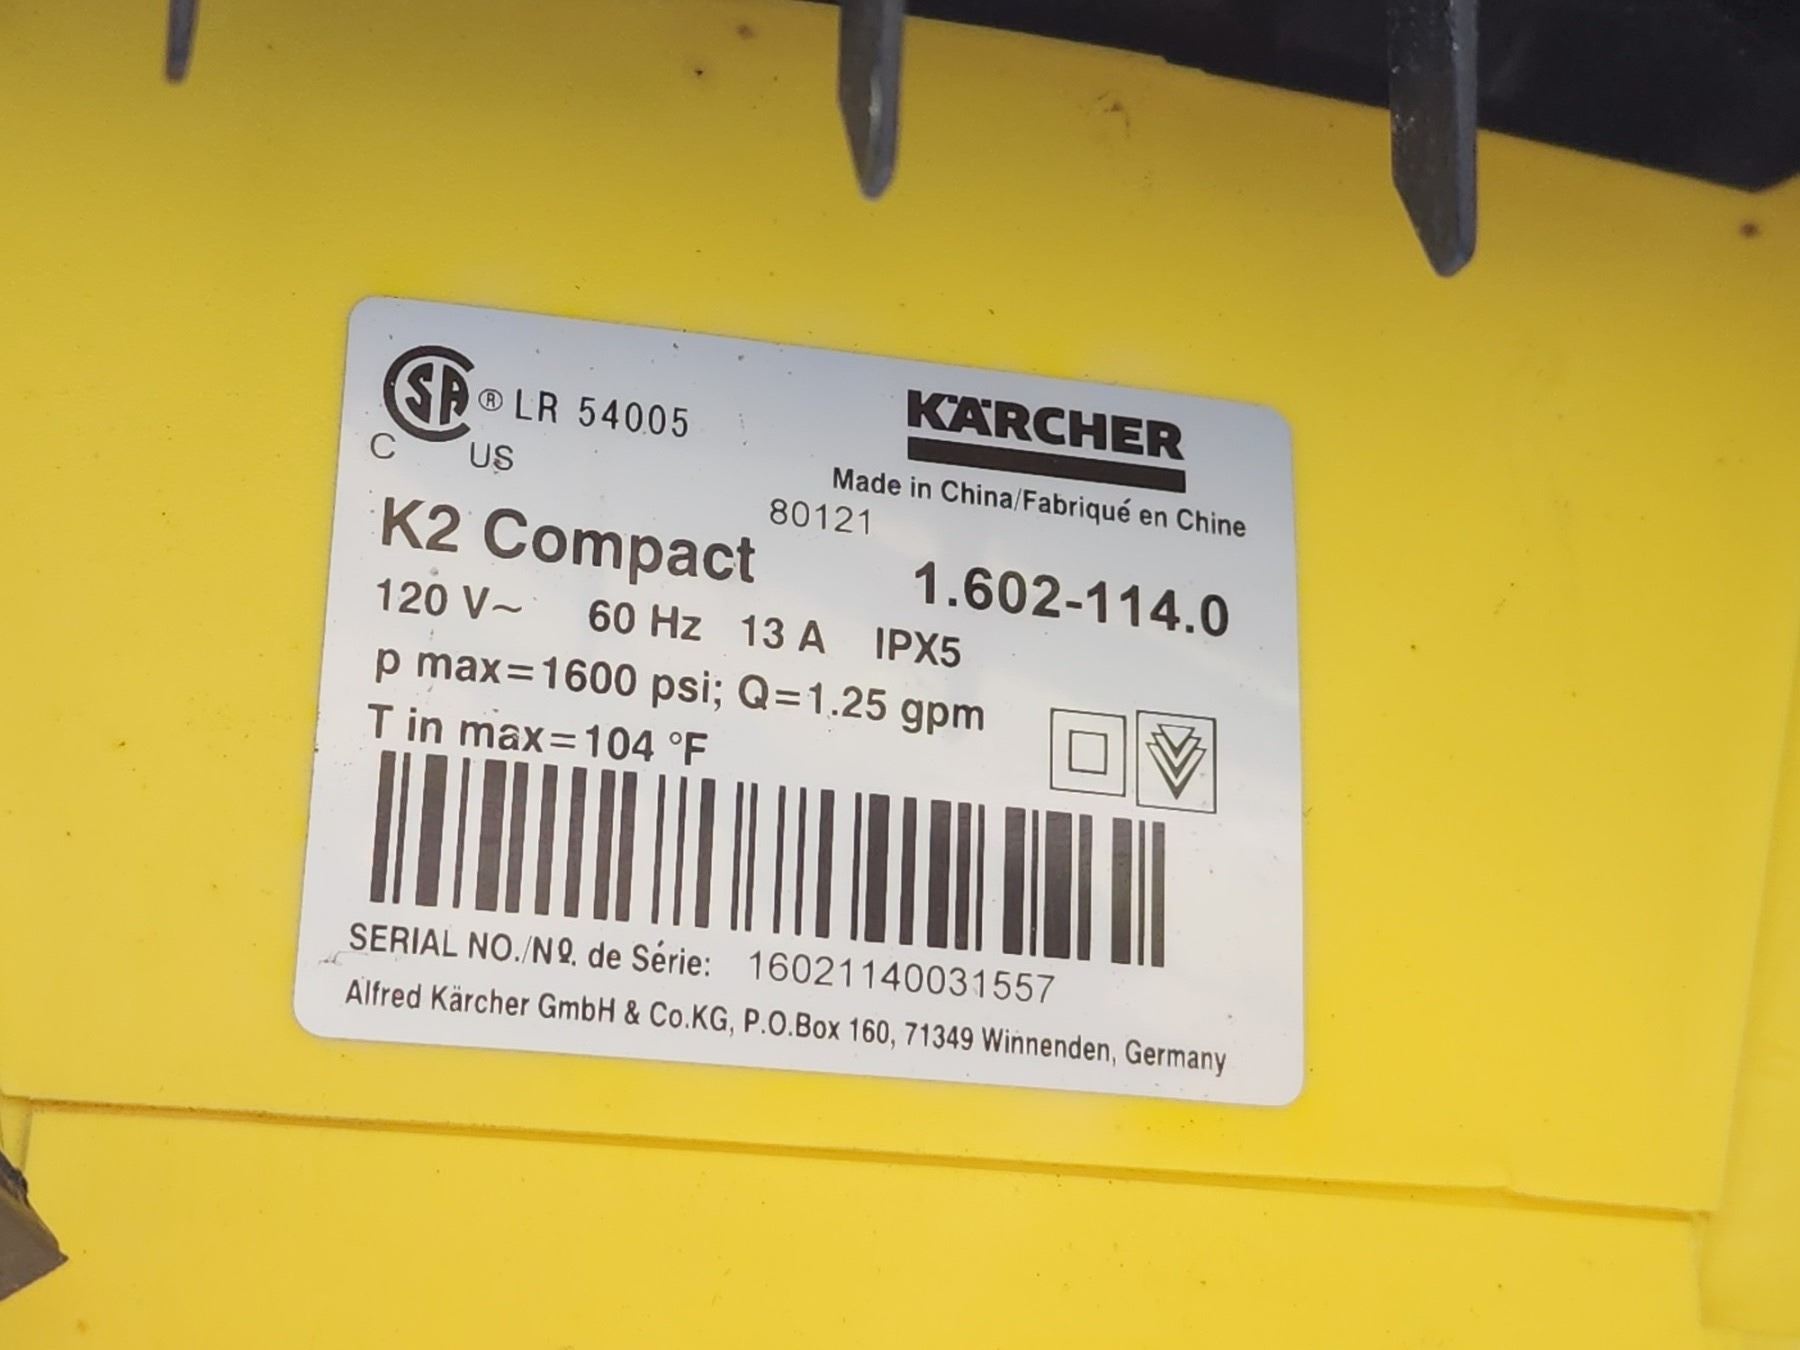 CSA® LR 54005
C US
KÄRCHER
Made in China/Fabriqué en Chine
80121
K2 Compact
1.602-114.0
120 V~ 60 Hz 13 A IPX5
p max=1600 psi; Q=1.25 gpm
T in max=104 °F
SERIAL NO./Nº. de Série: 16021140031557
Alfred Kärcher GmbH & Co.KG, P.O.Box 160, 71349 Winnenden, Germany